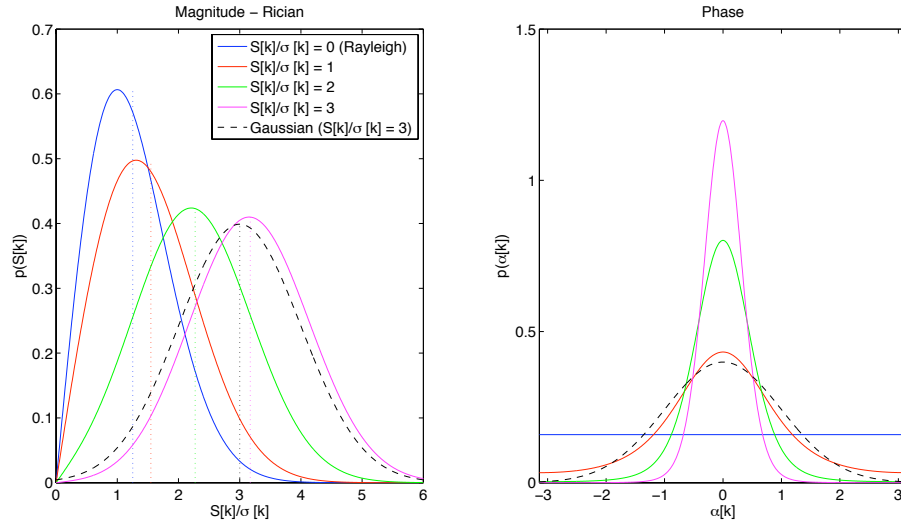 Magnitude – Rician
0.7
0.6
0.5
0.4
0.3
0.2
0.1
0
p(S[k])
S[k]/σ [k] = 0 (Rayleigh)
S[k]/σ [k] = 1
S[k]/σ [k] = 2
S[k]/σ [k] = 3
Gaussian (S[k]/σ [k] = 3)
0 1 2 3 4 5 6
S[k]/σ [k]
Phase
1.5
1
0.5
0
p(α[k])
−3 −2 −1 0 1 2 3
α[k]